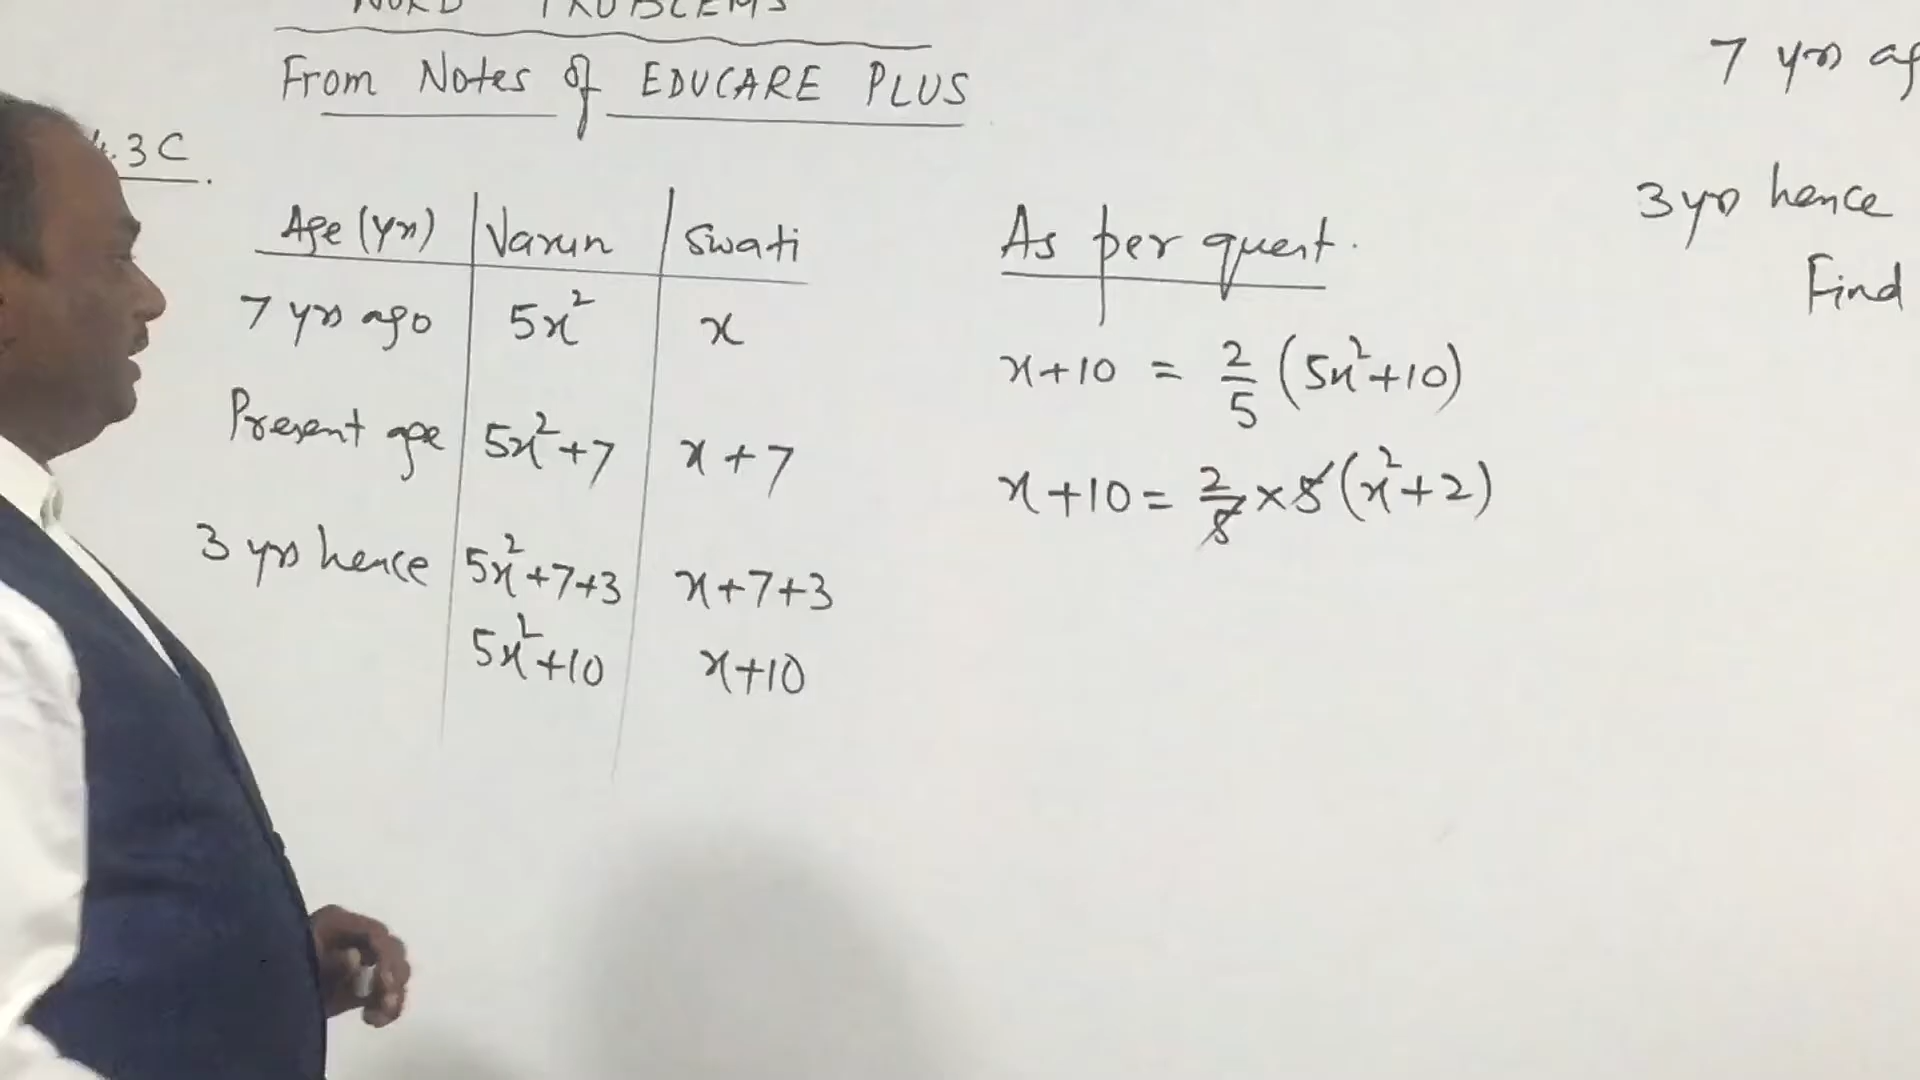 WORD PROBLEMS
From Notes of EDUCARE PLUS
.3C.
Age (yrs) Varun Swati
7 yrs ago 5x² x
Present age 5x²+7 x+7
3 yrs hence 5x²+7+3 x+7+3
5x²+10 x+10
As per quest.
x+10 = 2/5 (5x²+10)
x+10 = 2/5 × 5 (x²+2)
7 yrs ag
3 yrs hence
Find